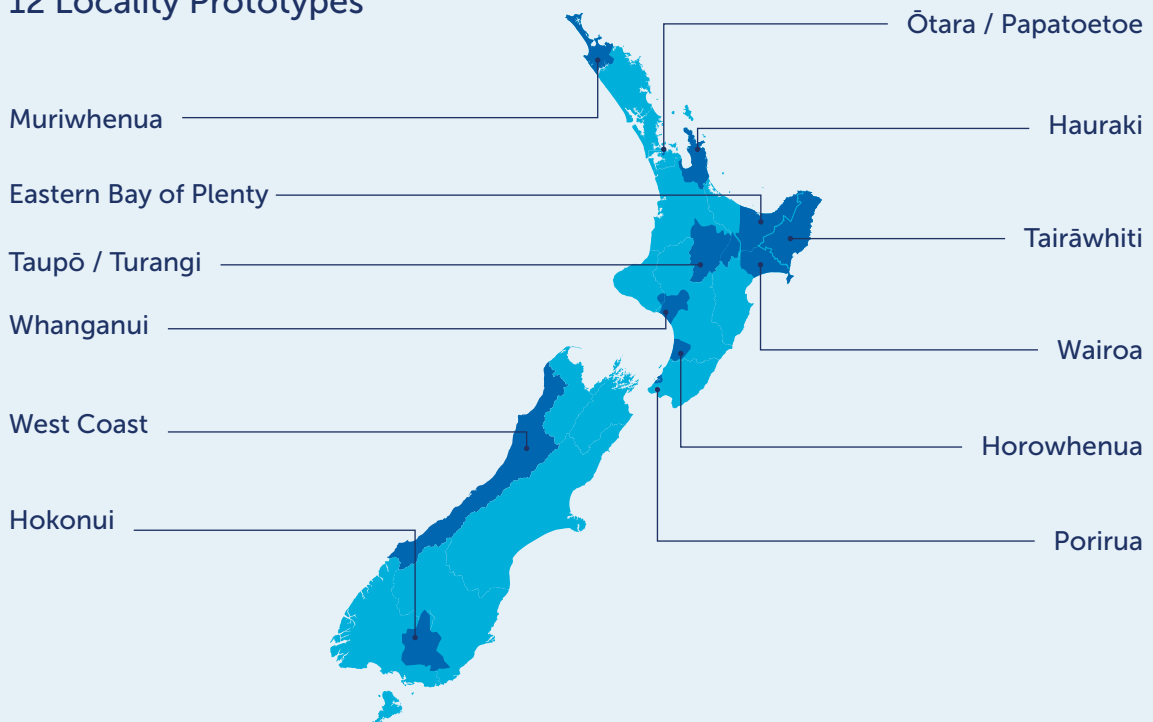 12 Locality Prototypes
Ōtara / Papatoetoe
Muriwhenua
Hauraki
Eastern Bay of Plenty
Tairāwhiti
Taupō / Turangi
Whanganui
Wairoa
West Coast
Horowhenua
Hokonui
Porirua